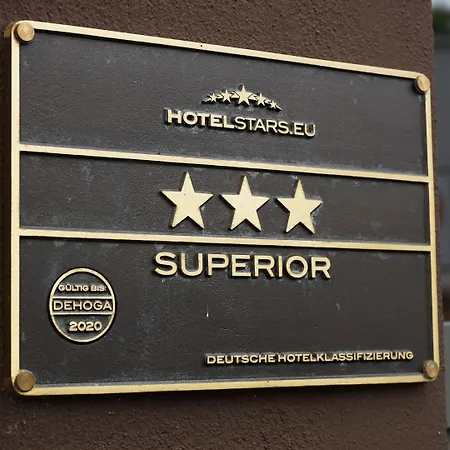 HOTELSTARS.EU
SUPERIOR
GÜLTIG BIS:
DEHOGA
2020
DEUTSCHE HOTELKLASSIFIZIERUNG